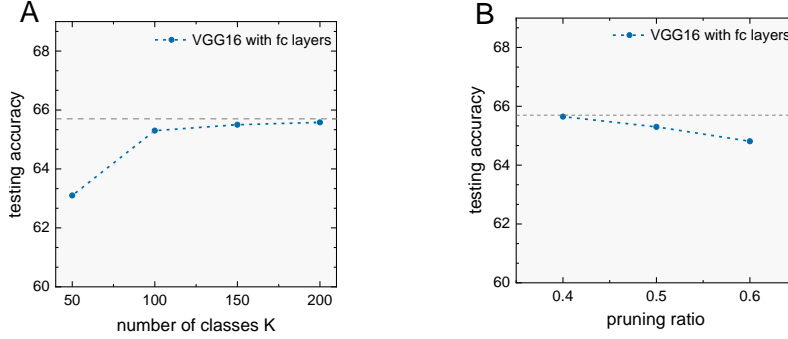 A
VGG16 with fc layers
68
66
64
62
60
50
100
150
200
testing accuracy
number of classes K
B
VGG16 with fc layers
68
66
64
62
60
0.4
0.5
0.6
testing accuracy
pruning ratio